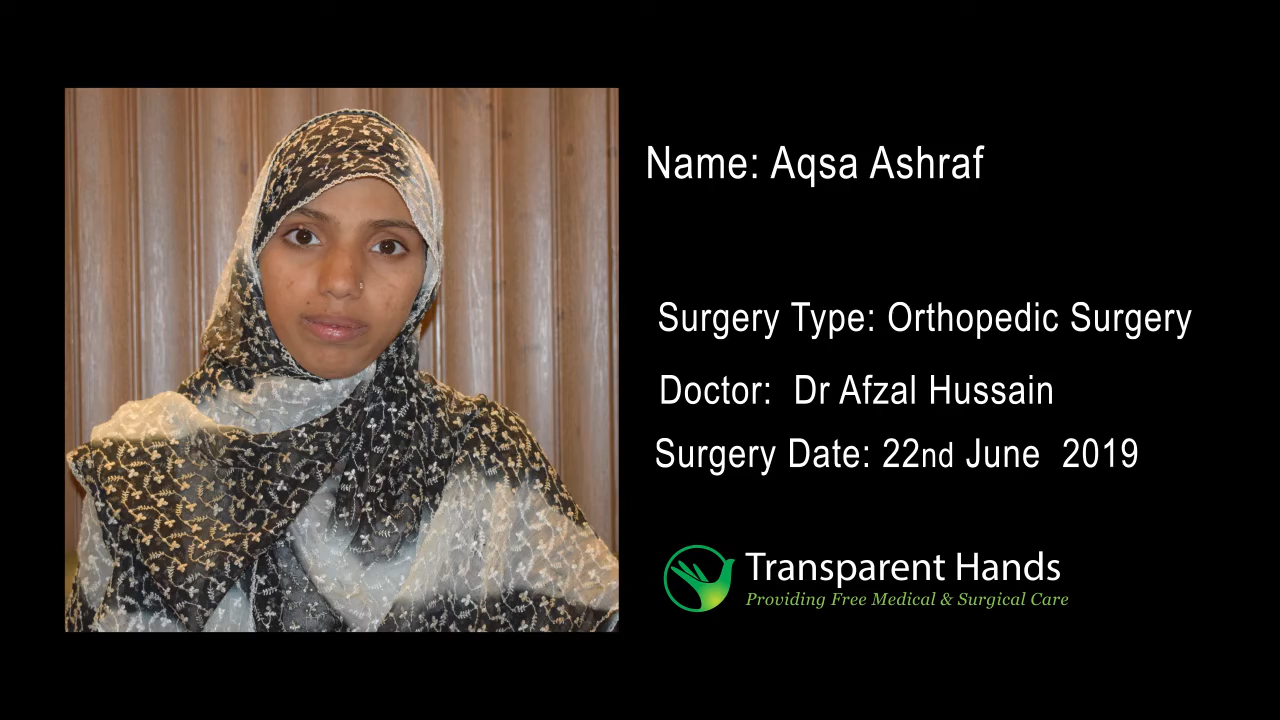 Name: Aqsa Ashraf
Surgery Type: Orthopedic Surgery
Doctor: Dr Afzal Hussain
Surgery Date: 22nd June 2019
Transparent Hands
Providing Free Medical & Surgical Care